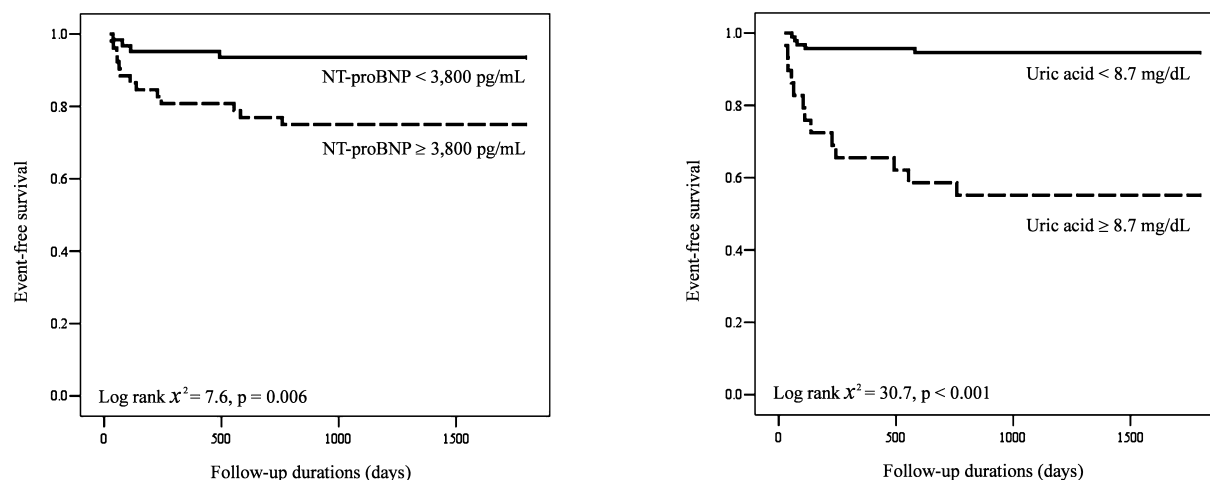 1.0
0.8
0.6
0.4
0.2
0.0
Event-free survival
NT-proBNP < 3,800 pg/mL
NT-proBNP ≥ 3,800 pg/mL
Log rank x² = 7.6, p = 0.006
0 500 1000 1500
Follow-up durations (days)
1.0
0.8
0.6
0.4
0.2
0.0
Event-free survival
Uric acid < 8.7 mg/dL
Uric acid ≥ 8.7 mg/dL
Log rank x² = 30.7, p < 0.001
0 500 1000 1500
Follow-up durations (days)